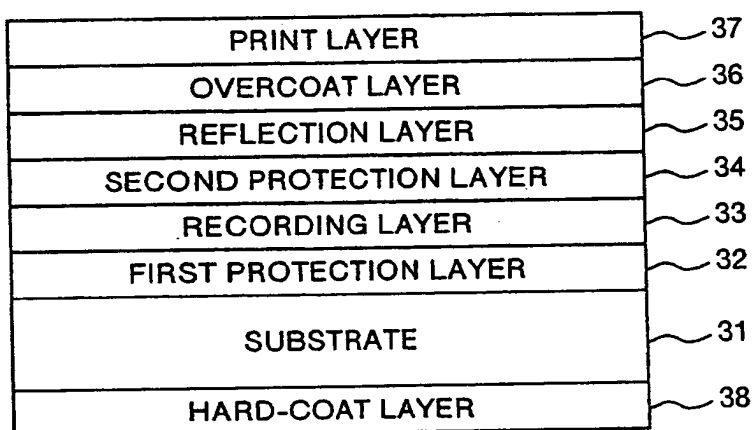 PRINT LAYER 37
OVERCOAT LAYER 36
REFLECTION LAYER 35
SECOND PROTECTION LAYER 34
RECORDING LAYER 33
FIRST PROTECTION LAYER 32
SUBSTRATE 31
HARD-COAT LAYER 38